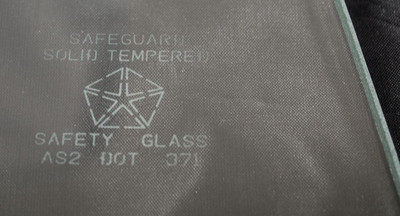 SAFEGUARD
SOLID TEMPERED
SAFETY GLASS
AS2 DOT 371